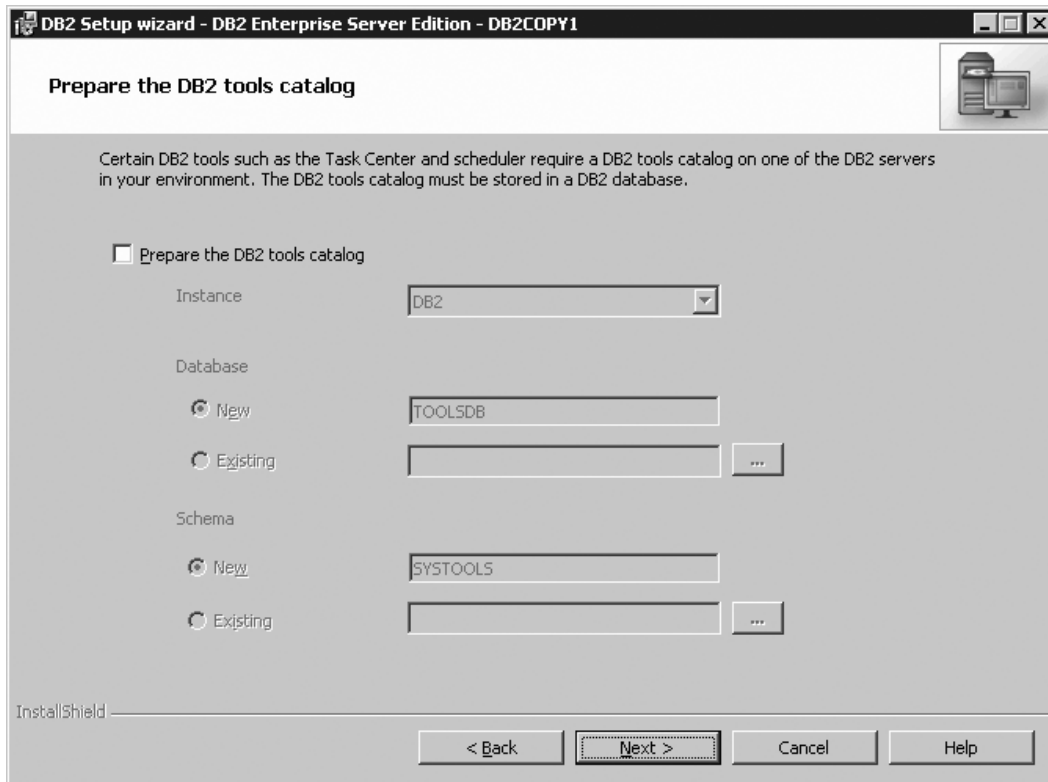 DB2 Setup wizard - DB2 Enterprise Server Edition - DB2COPY1
Prepare the DB2 tools catalog
Certain DB2 tools such as the Task Center and scheduler require a DB2 tools catalog on one of the DB2 servers
in your environment. The DB2 tools catalog must be stored in a DB2 database.
Prepare the DB2 tools catalog
Instance
DB2
Database
New
TOOLSDB
Existing
...
Schema
New
SYSTOOLS
Existing
...
InstallShield
< Back
Next >
Cancel
Help